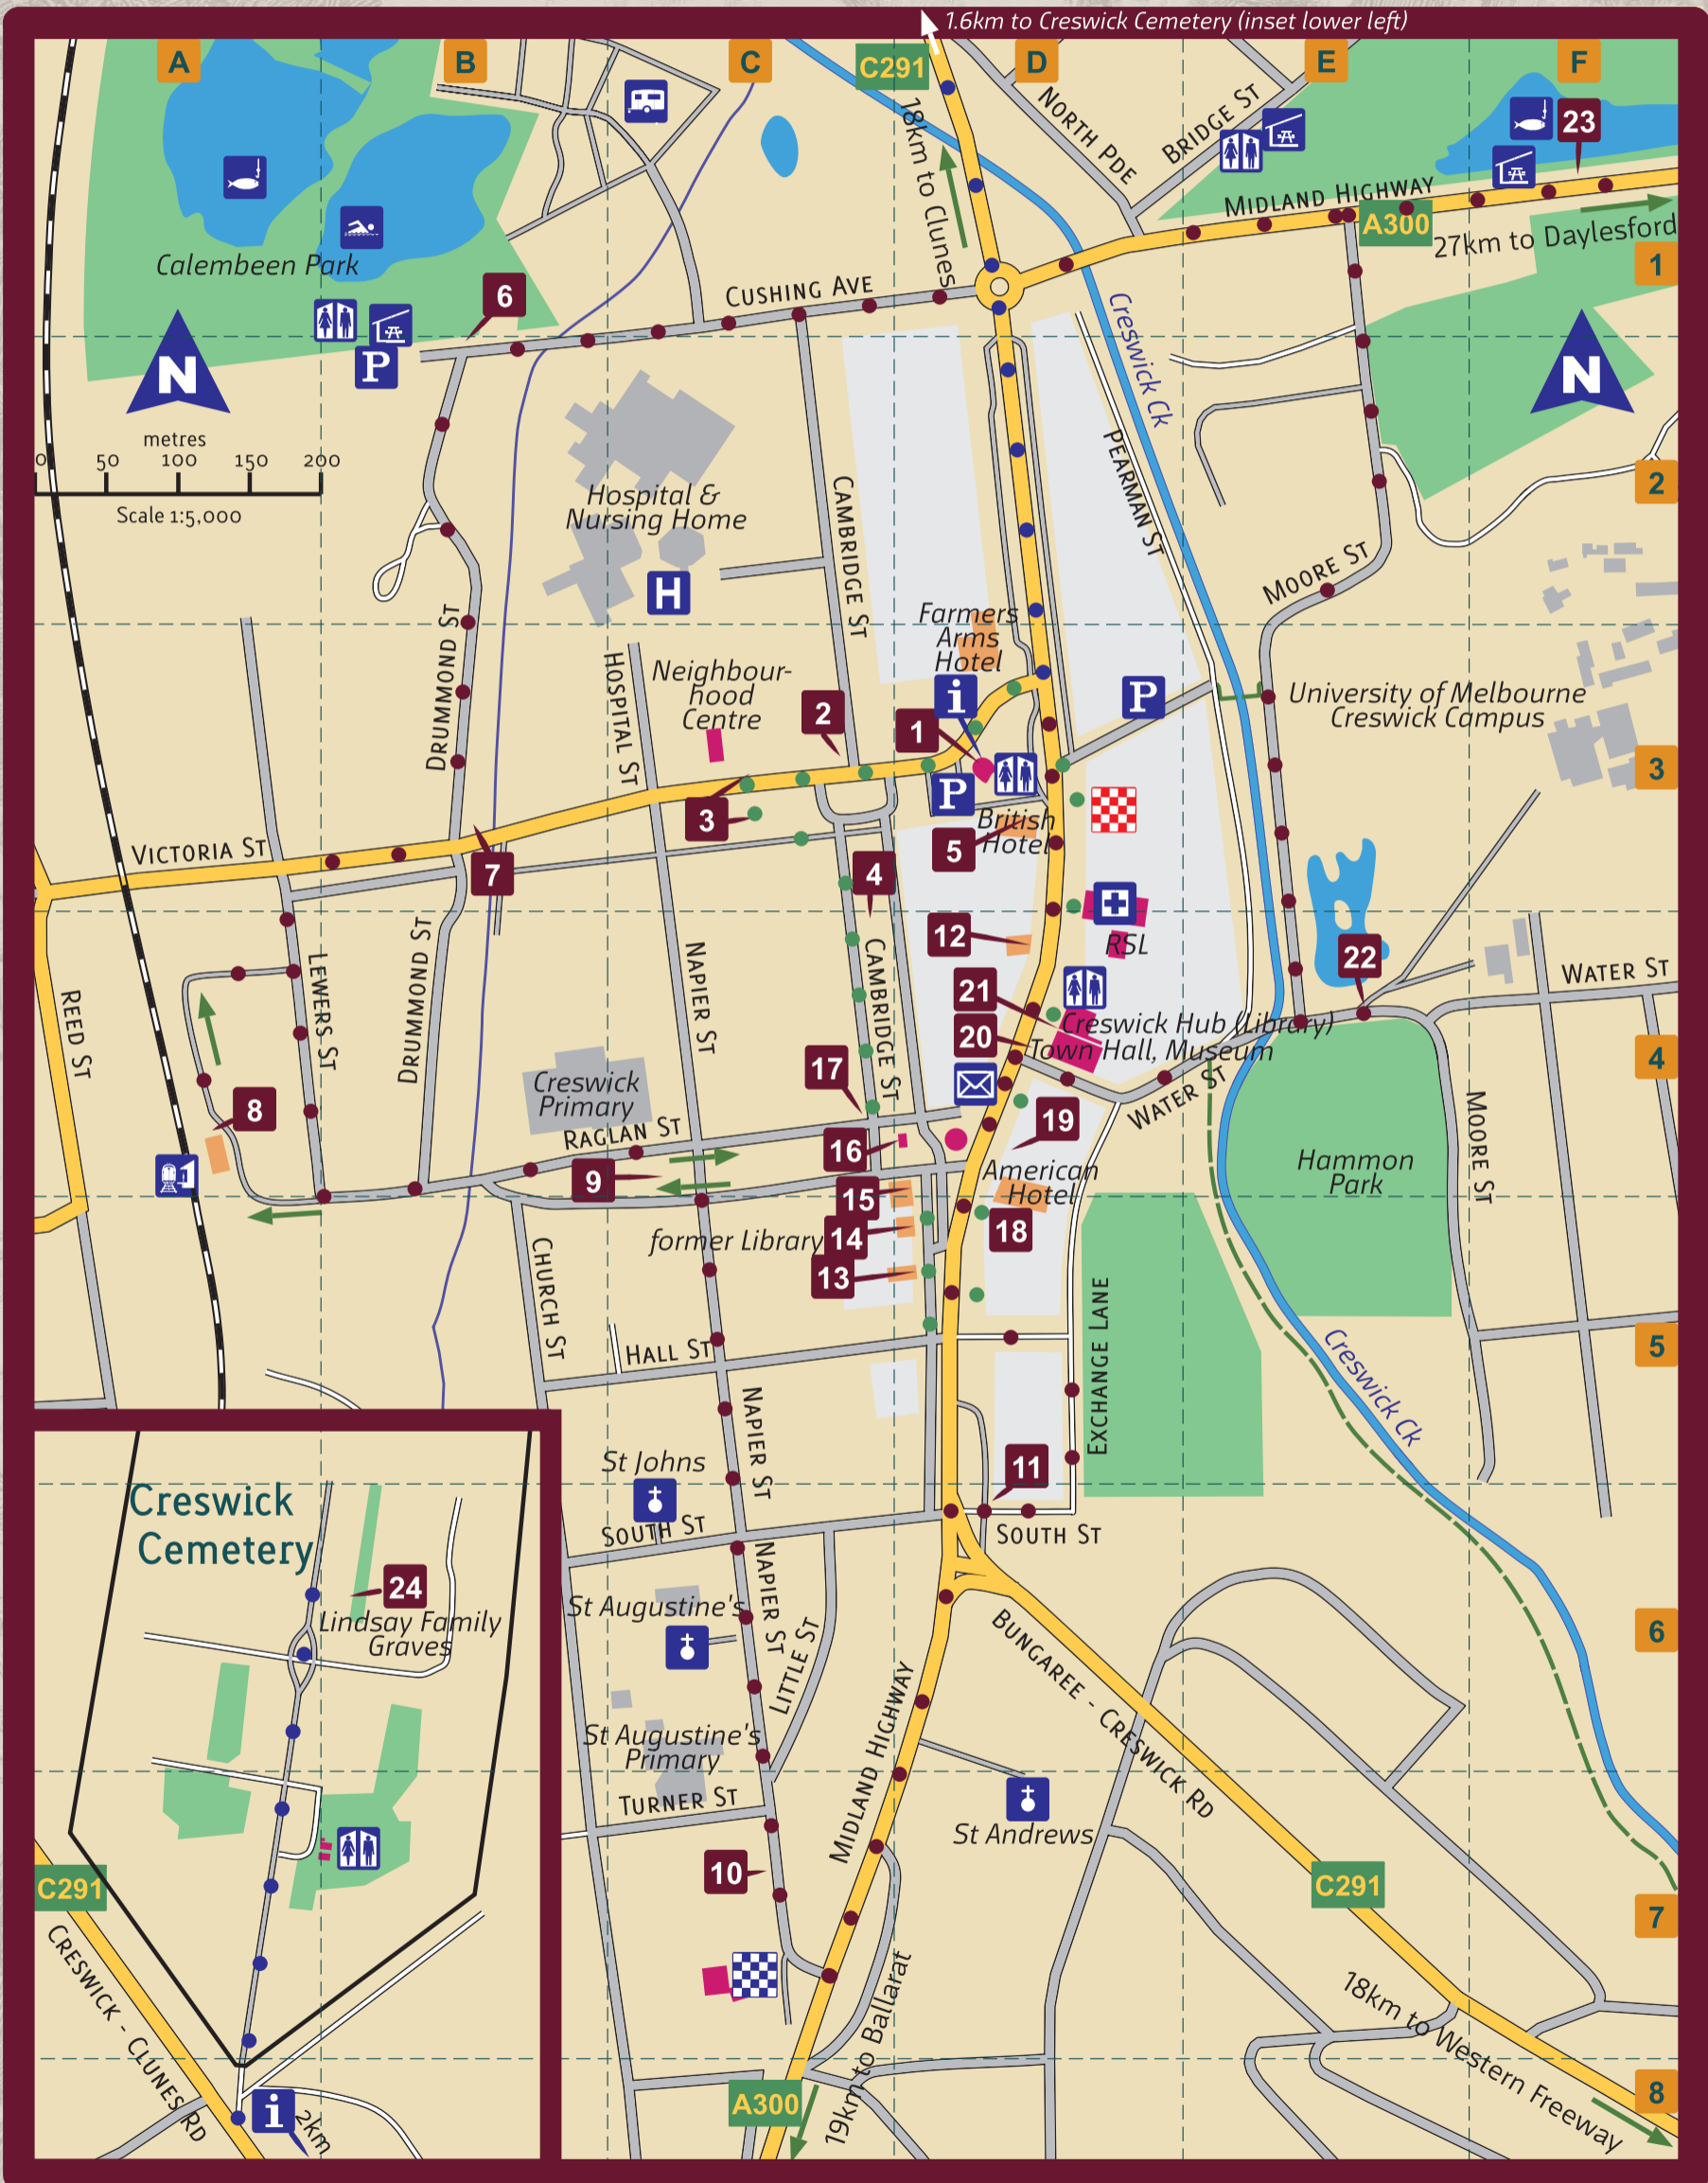 1.6km to Creswick Cemetery (inset lower left)
A
B
C
C291
D
E
F
18km to Clunes
NORTH PDE
BRIDGE ST
23
MIDLAND HIGHWAY
A300
27km to Daylesford
1
Calembeen Park
6
CUSHING AVE
Creswick Ck
P
N
N
metres
0 50 100 150 200
Scale 1:5,000
2
Hospital &
Nursing Home
H
CAMBRIDGE ST
PEARMAN ST
MOORE ST
DRUMMOND ST
HOSPITAL ST
Neighbour-
hood
Centre
Farmers
Arms
Hotel
i
P
University of Melbourne
Creswick Campus
2
1
3
3
P
British
Hotel
5
VICTORIA ST
7
4
12
RSL
22
WATER ST
REED ST
LEWERS ST
DRUMMOND ST
NAPIER ST
CAMBRIDGE ST
21
Creswick Hub (Library)
20
Town Hall, Museum
4
17
WATER ST
8
Creswick
Primary
RAGLAN ST
19
16
MOORE ST
9
American
Hotel
Hammon
Park
15
former Library
14
18
13
CHURCH ST
HALL ST
EXCHANGE LANE
5
Creswick Ck
NAPIER ST
St Johns
11
SOUTH ST
SOUTH ST
Creswick
Cemetery
24
Lindsay Family
Graves
St Augustine's
NAPIER ST
LITTLE ST
6
BUNGAREE - CRESWICK RD
St Augustine's
Primary
MIDLAND HIGHWAY
TURNER ST
St Andrews
10
C291
C291
7
CRESWICK - CLUNES RD
18km to Western Freeway
19km to Ballarat
A300
8
i
2km